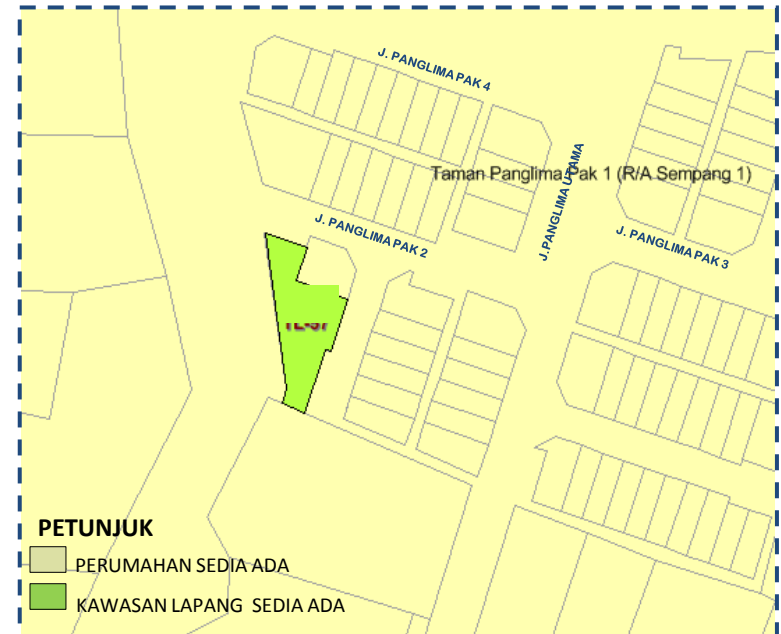 J. PANGLIMA PAK 4
Taman Panglima Pak 1 (R/A Sempang 1)
J.PANGLIMA UTAMA
J. PANGLIMA PAK 2
J. PANGLIMA PAK 3
PETUNJUK
PERUMAHAN SEDIA ADA
KAWASAN LAPANG SEDIA ADA